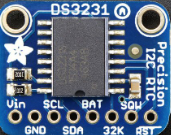 DS3231
Precision
I2C RTC
Vin SCL BAT SQW
GND SDA 32K RST